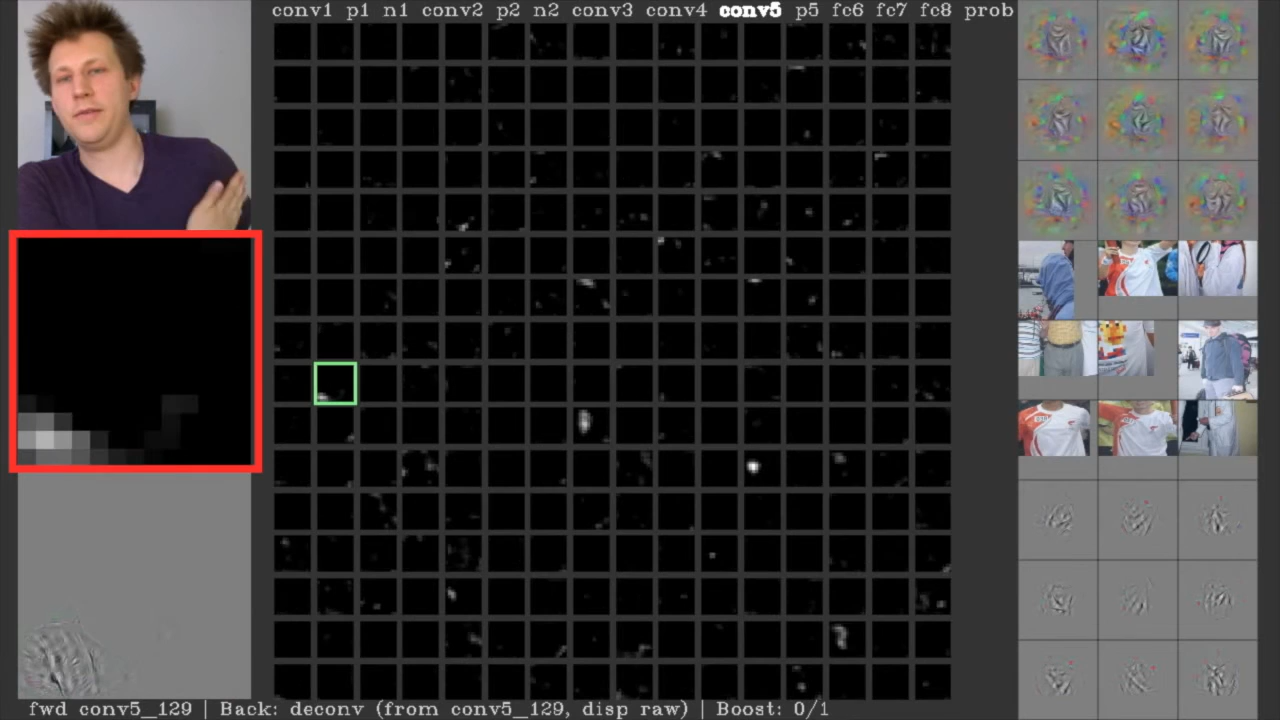 conv1 p1 n1 conv2 p2 n2 conv3 conv4 conv5 p5 fc6 fc7 fc8 prob
fwd conv5_129 | Back: deconv (from conv5_129, disp raw) | Boost: 0/1